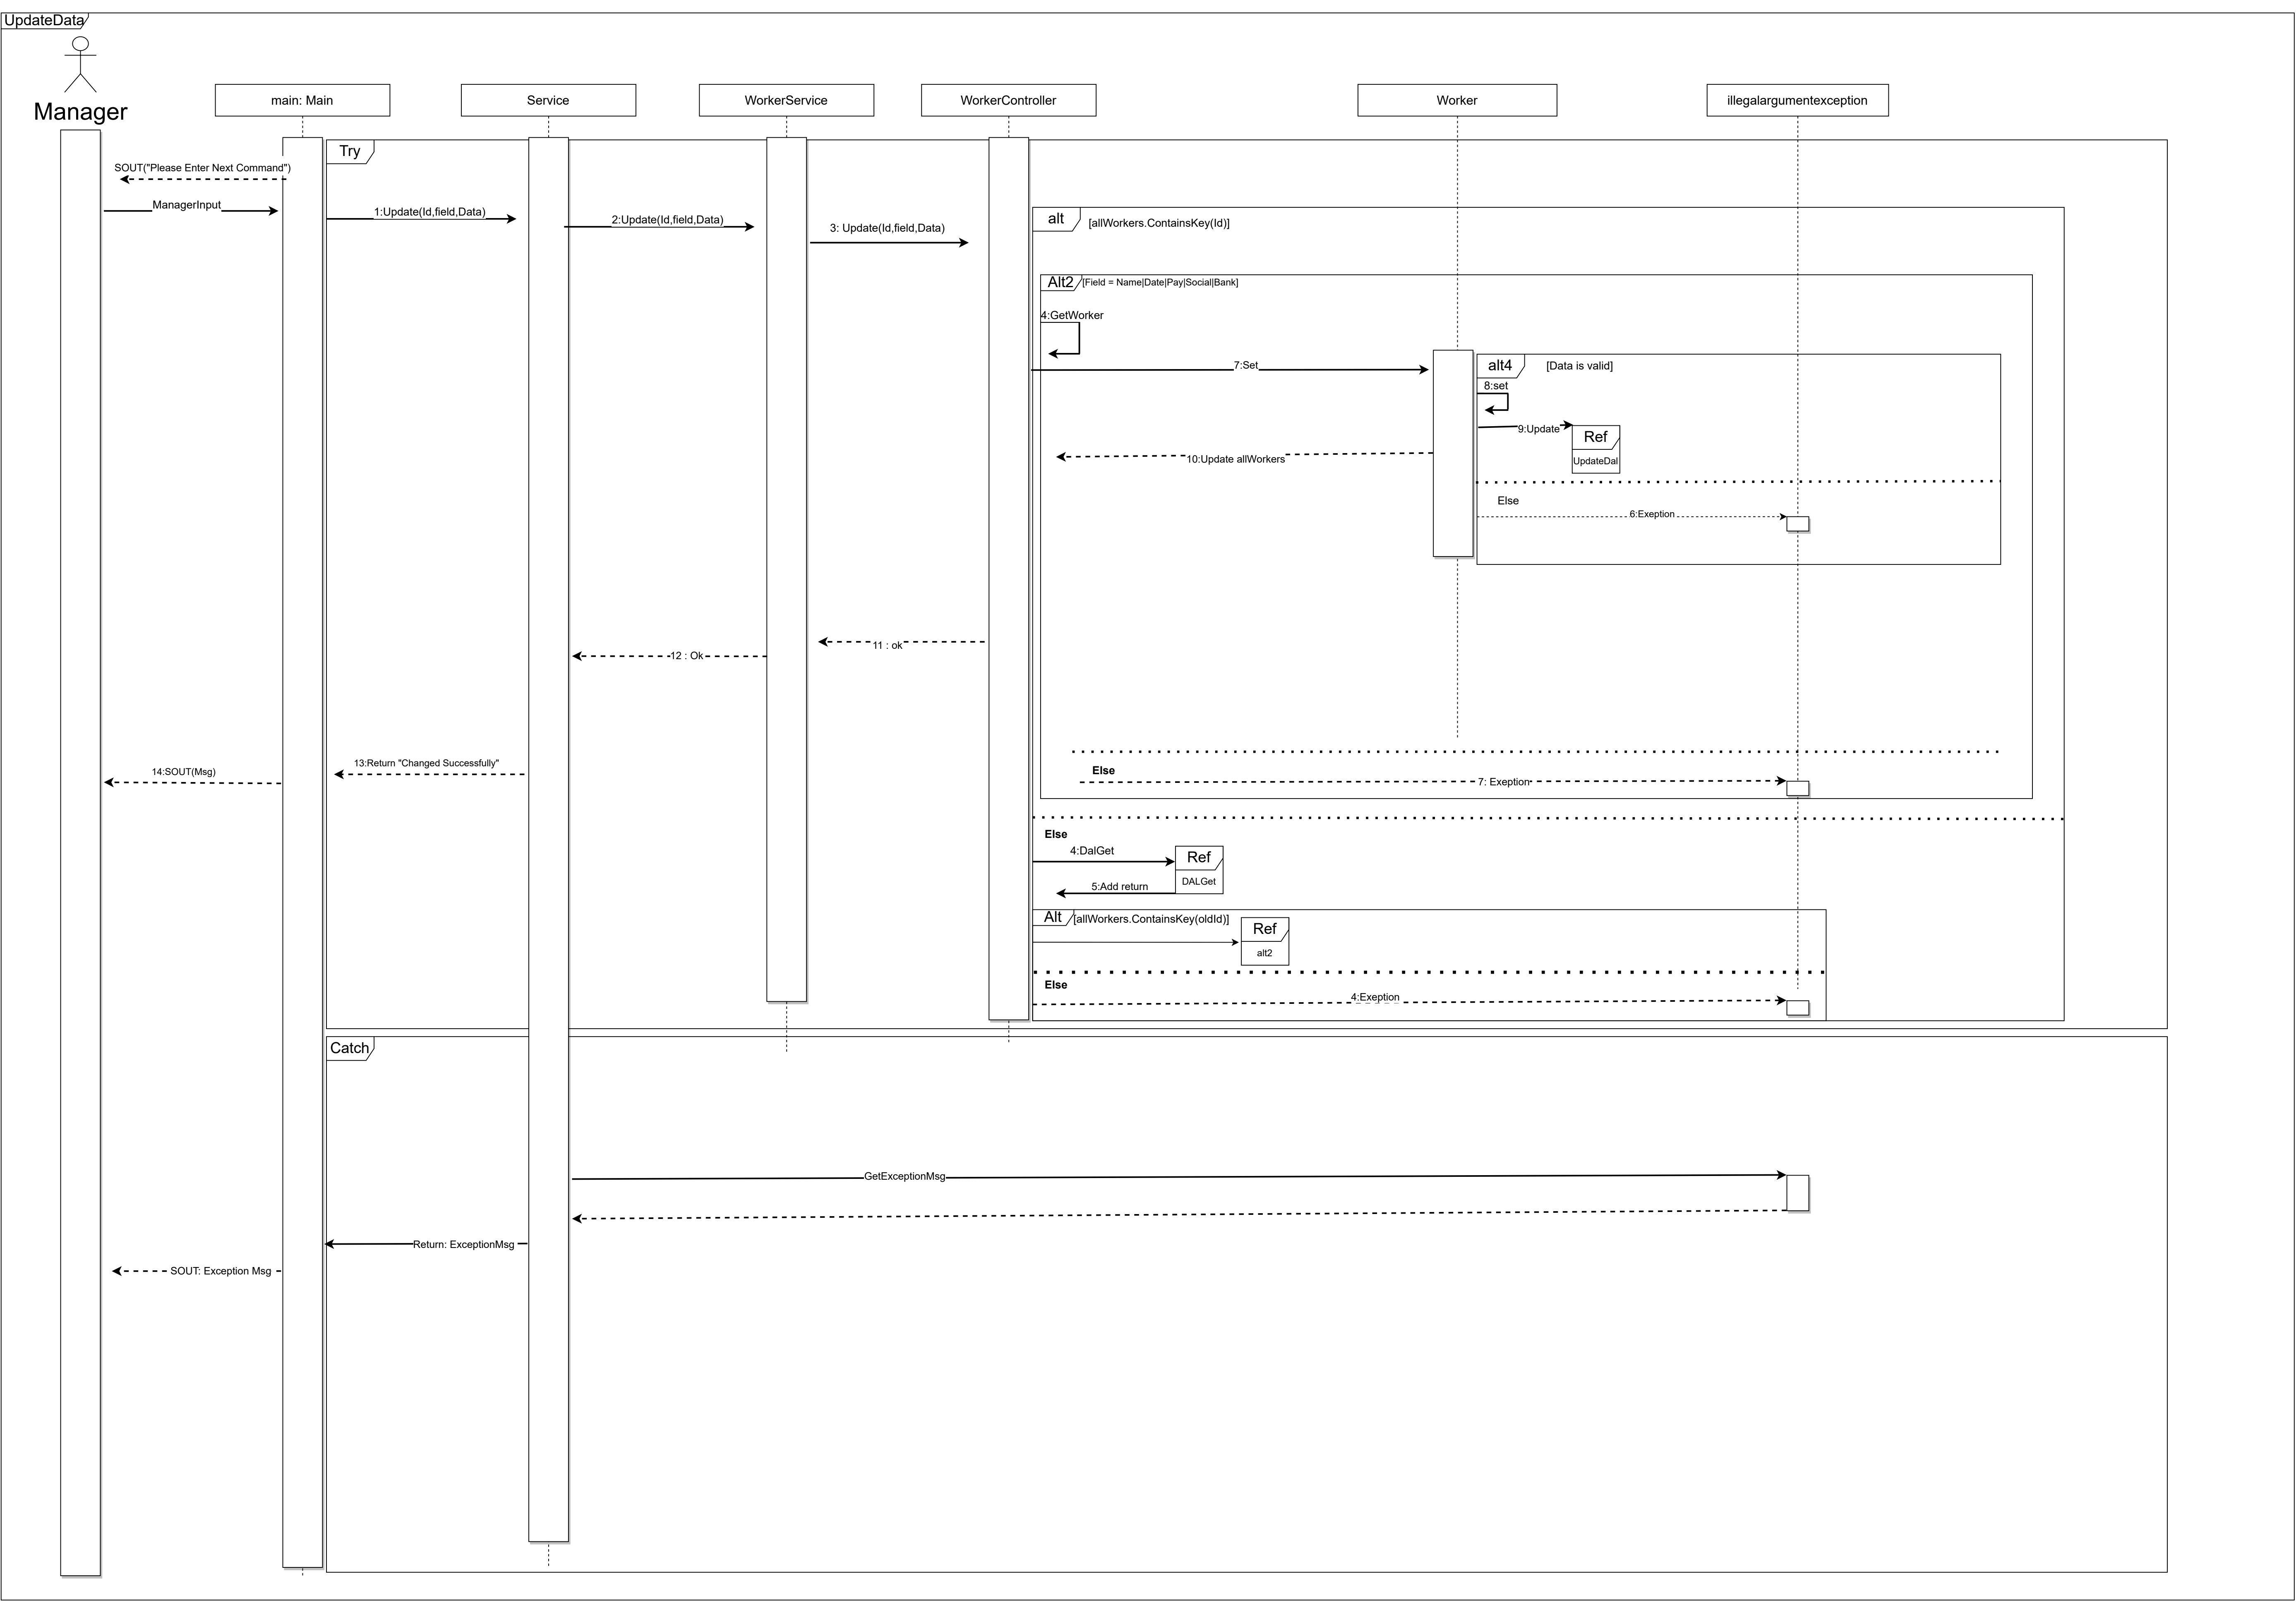 UpdateData
Manager
main: Main
Service
WorkerService
WorkerController
Worker
illegalargumentexception
Try
SOUT("Please Enter Next Command")
ManagerInput
1:Update(Id,field,Data)
2:Update(Id,field,Data)
3: Update(Id,field,Data)
alt
[allWorkers.ContainsKey(Id)]
Alt2
[Field = Name|Date|Pay|Social|Bank]
4:GetWorker
7:Set
alt4
[Data is valid]
8:set
9:Update
Ref
UpdateDal
10:Update allWorkers
Else
6:Exeption
11 : ok
12 : Ok
13:Return "Changed Successfully"
14:SOUT(Msg)
Else
7: Exeption
Else
4:DalGet
Ref
DALGet
5:Add return
Alt
[allWorkers.ContainsKey(oldId)]
Ref
alt2
Else
4:Exeption
Catch
GetExceptionMsg
Return: ExceptionMsg
SOUT: Exception Msg